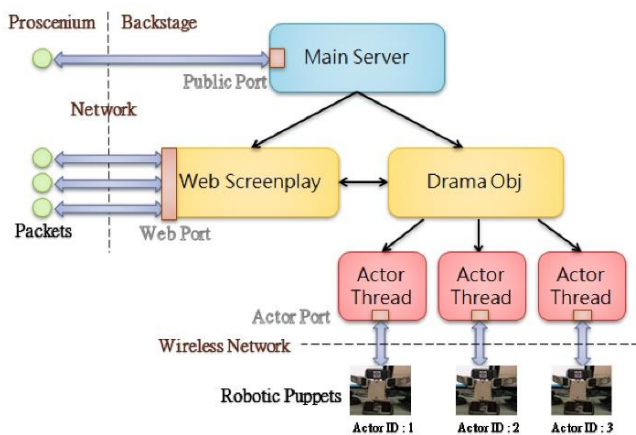 Proscenium
Backstage
Main Server
Public Port
Network
Web Screenplay
Drama Obj
Packets
Web Port
Actor
Thread
Actor
Thread
Actor
Thread
Actor Port
Wireless Network
Robotic Puppets
Actor ID : 1
Actor ID : 2
Actor ID : 3